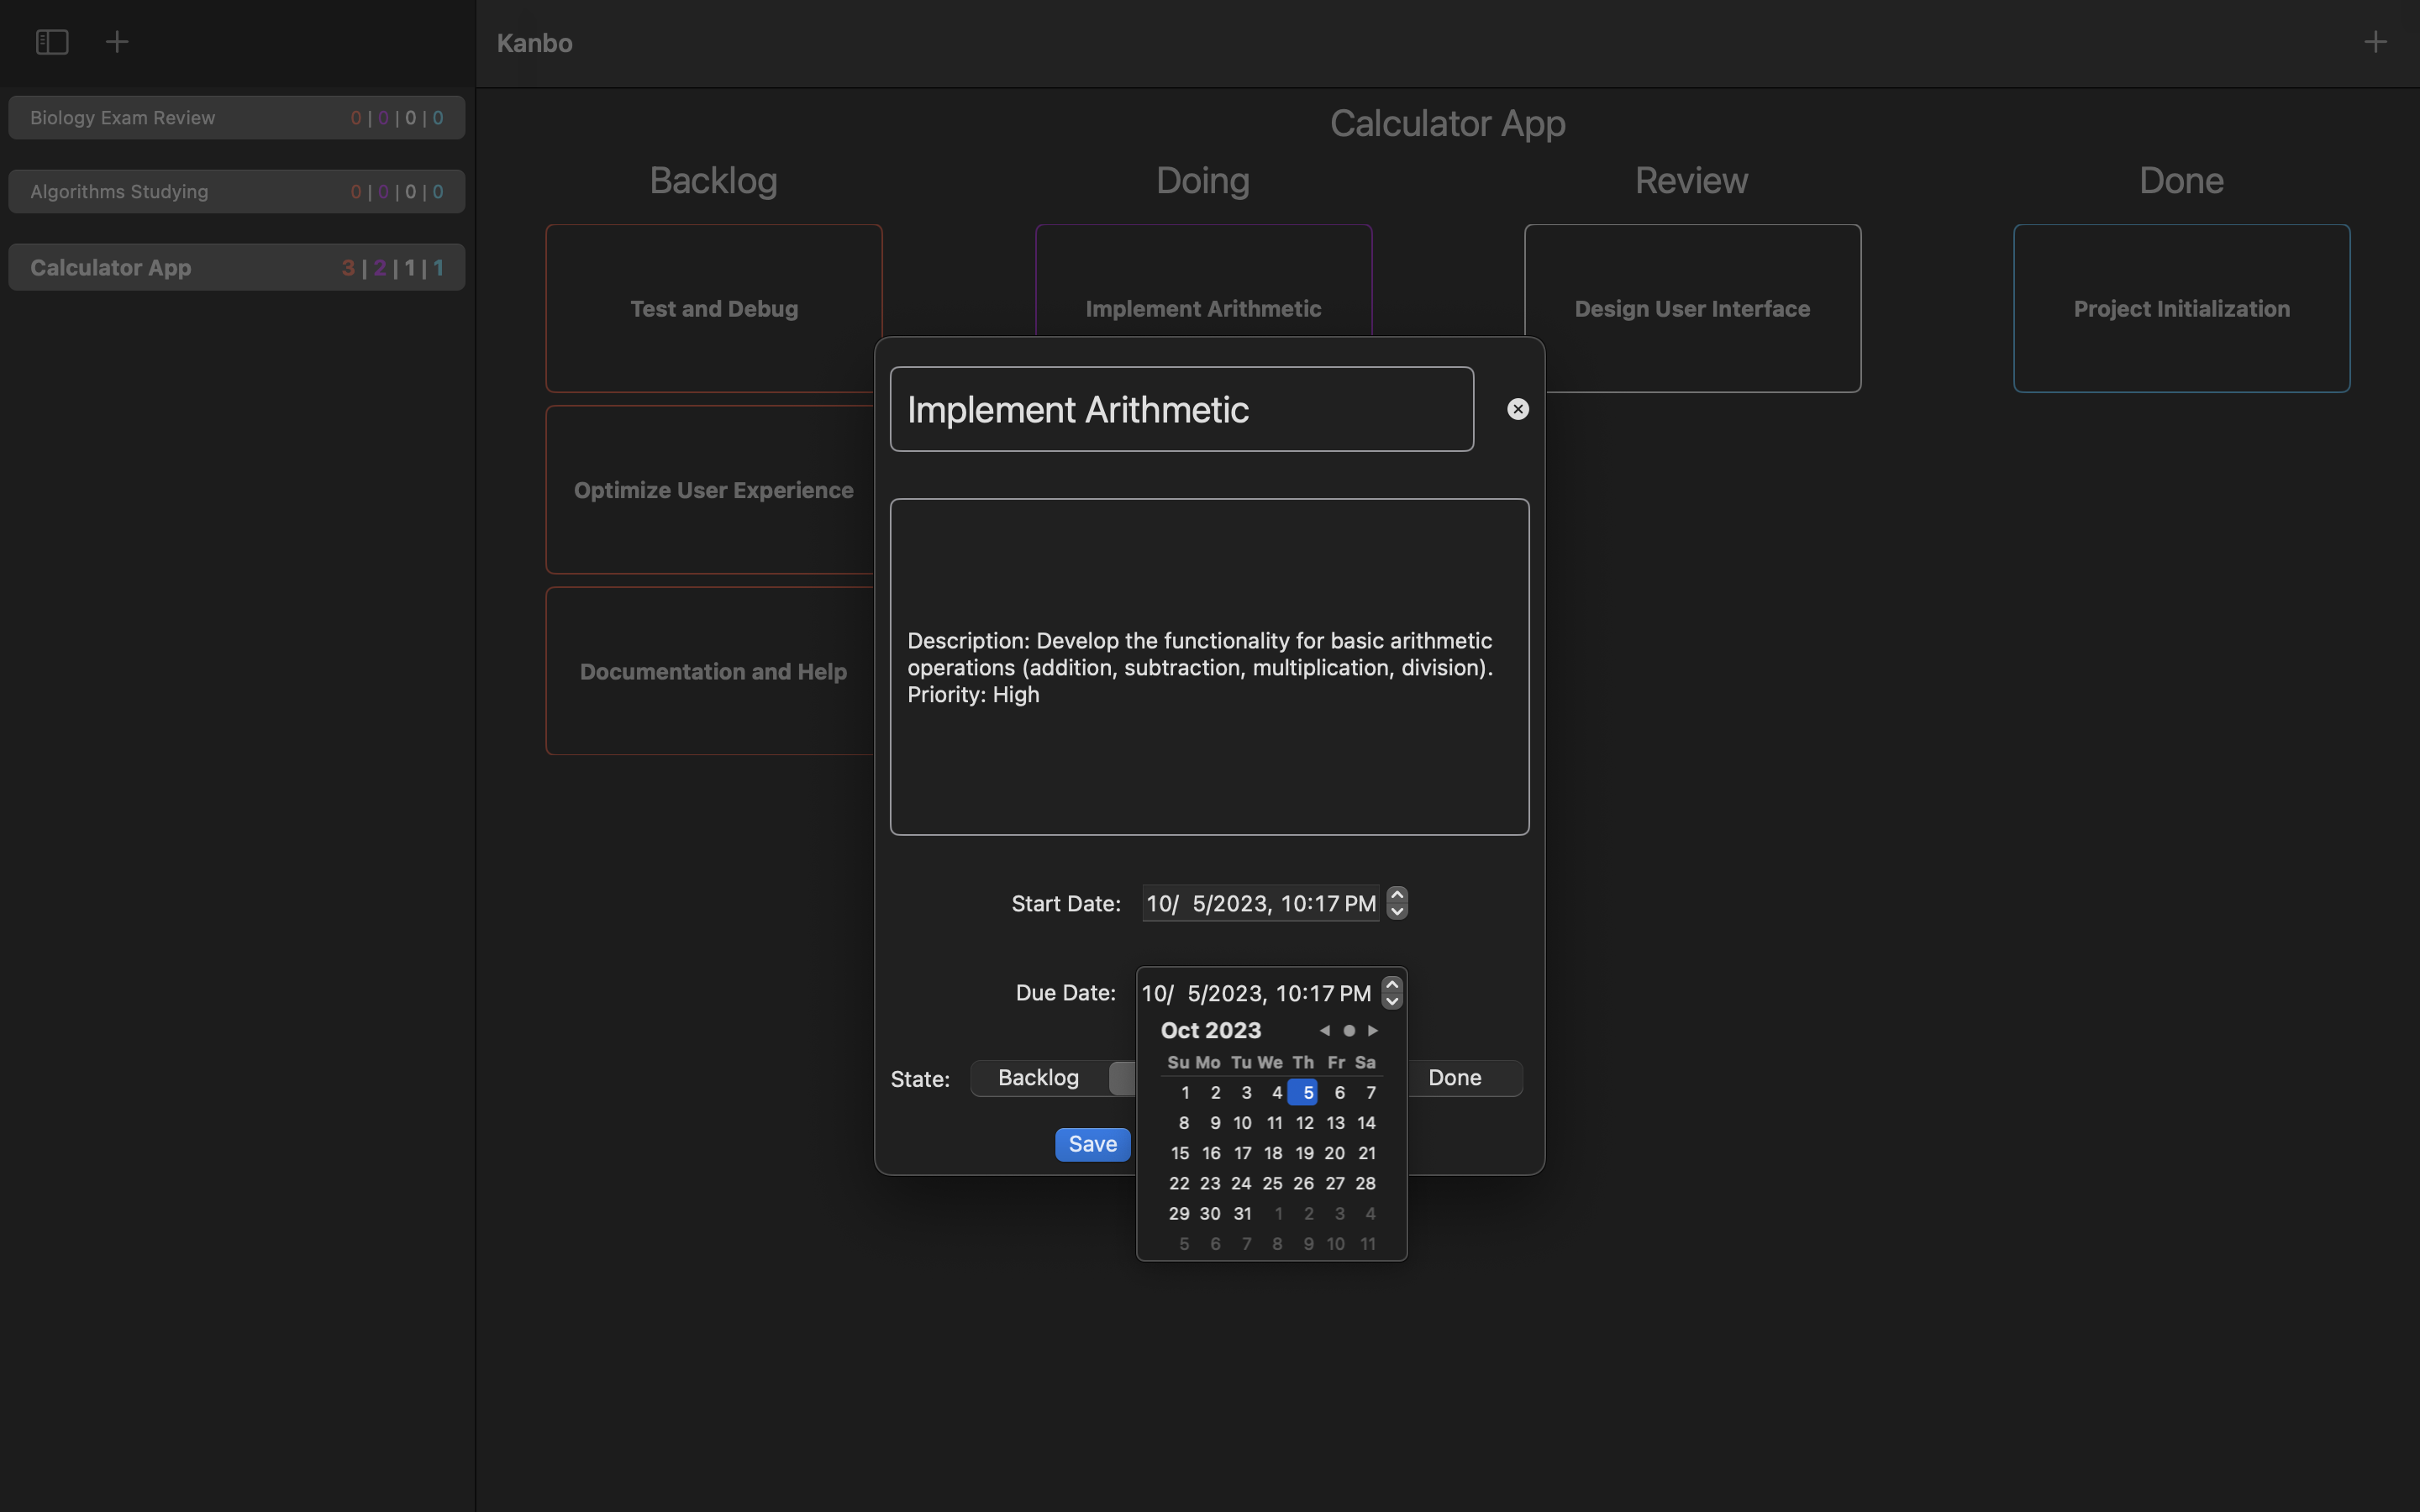 Kanbo
Biology Exam Review 0 | 0 | 0 | 0
Algorithms Studying 0 | 0 | 0 | 0
Calculator App 3 | 2 | 1 | 1
Calculator App
Backlog Doing Review Done
Test and Debug Implement Arithmetic Design User Interface Project Initialization
Optimize User Experience
Documentation and Help
Implement Arithmetic
Description: Develop the functionality for basic arithmetic
operations (addition, subtraction, multiplication, division).
Priority: High
Start Date: 10/ 5/2023, 10:17 PM
Due Date: 10/ 5/2023, 10:17 PM
Oct 2023
Su Mo Tu We Th Fr Sa
State: Backlog Done
1 2 3 4 5 6 7
8 9 10 11 12 13 14
Save
15 16 17 18 19 20 21
22 23 24 25 26 27 28
29 30 31 1 2 3 4
5 6 7 8 9 10 11